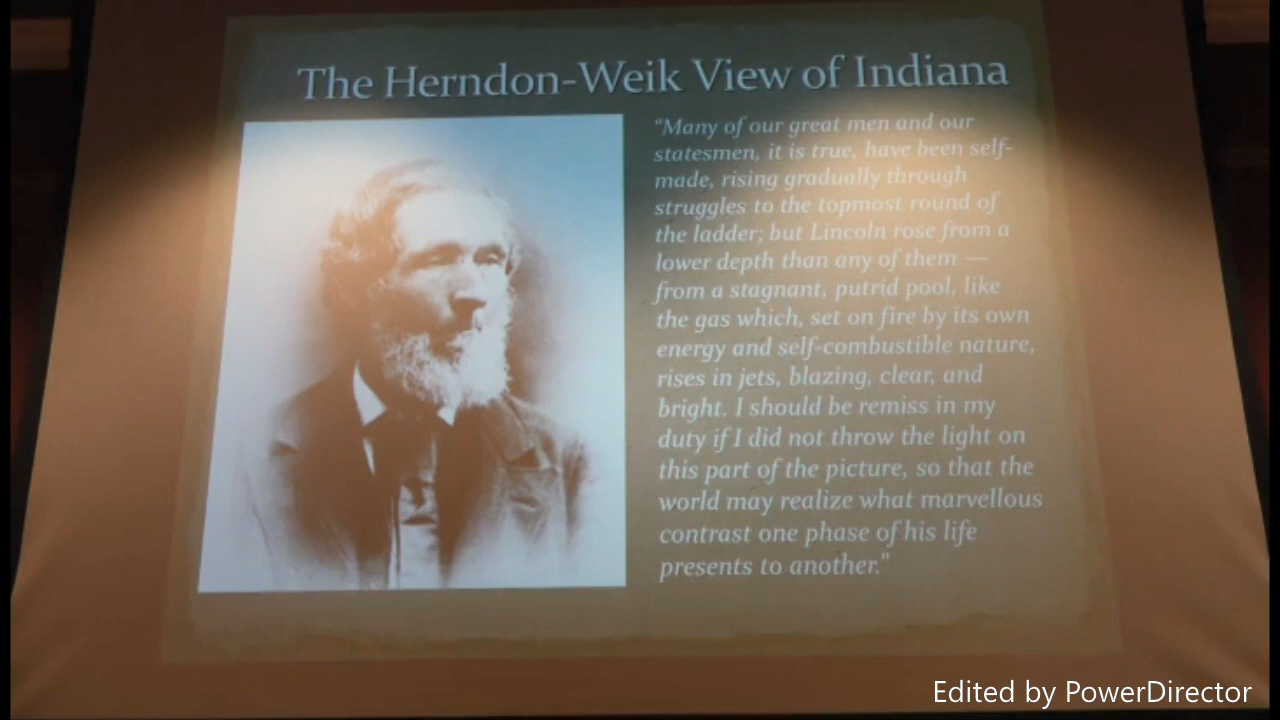 The Herndon-Weik View of Indiana
“Many of our great men and our
statesmen, it is true, have been self-
made, rising gradually through
struggles to the topmost round of
the ladder; but Lincoln rose from a
lower depth than any of them —
from a stagnant, putrid pool, like
the gas which, set on fire by its own
energy and self-combustible nature,
rises in jets, blazing, clear, and
bright. I should be remiss in my
duty if I did not throw the light on
this part of the picture, so that the
world may realize what marvellous
contrast one phase of his life
presents to another.”
Edited by PowerDirector